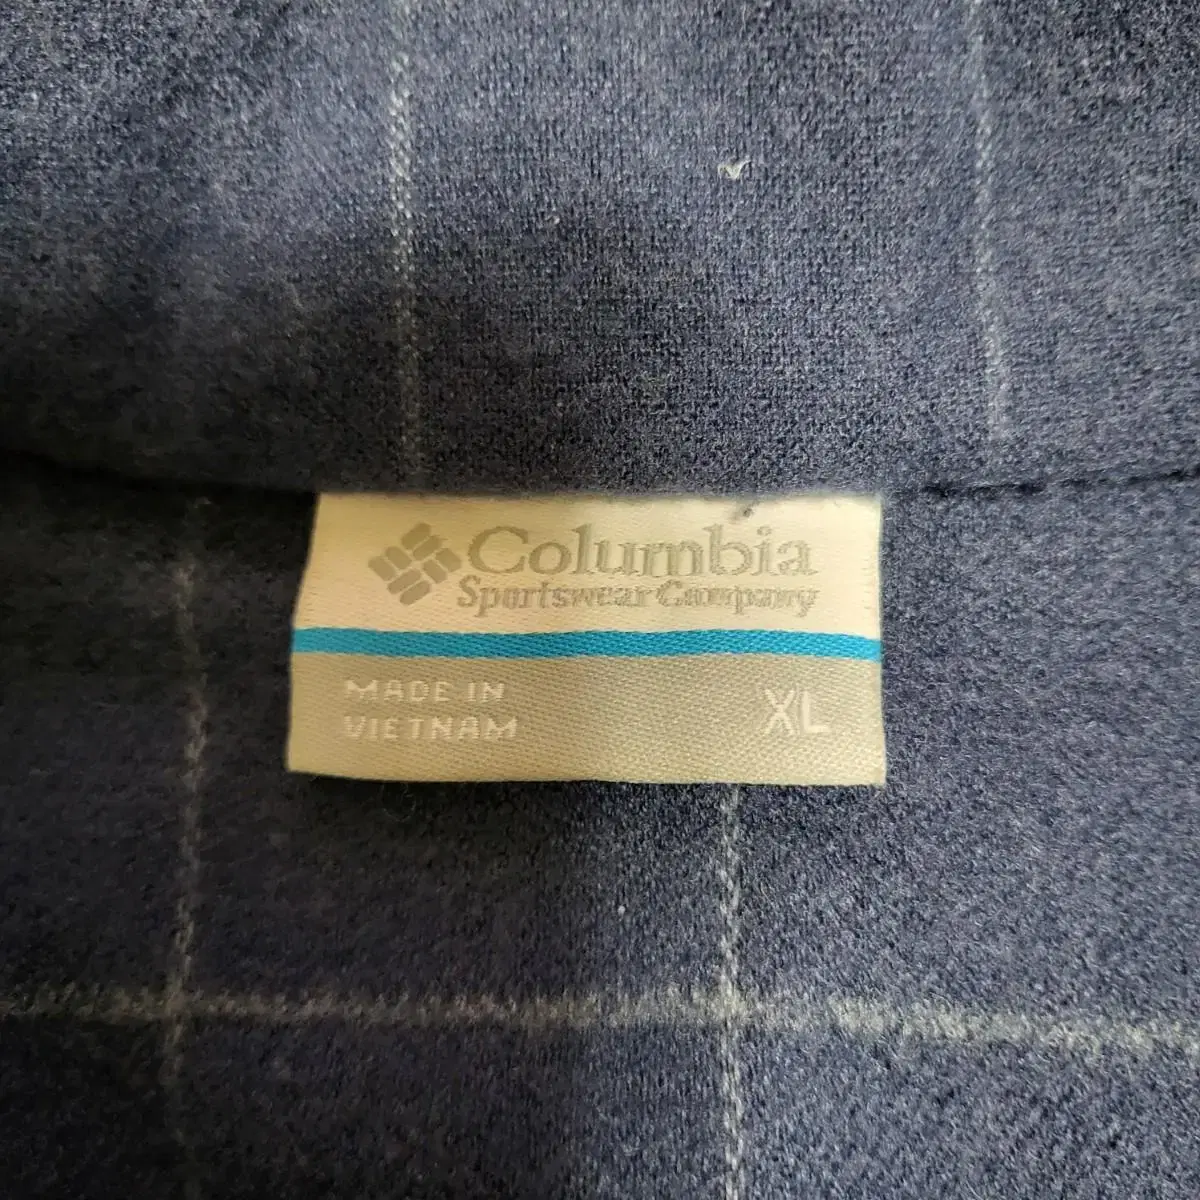 Columbia
Sportswear Company
MADE IN
VIETNAM
XL